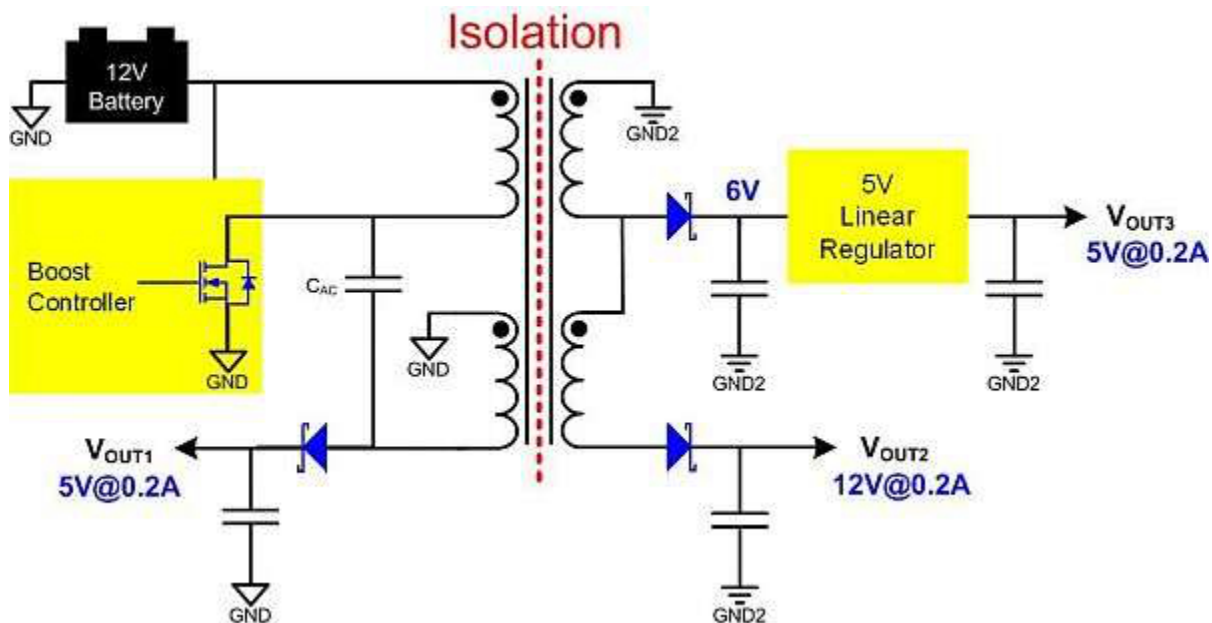 Isolation
12V
Battery
GND
GND2
6V
5V
Linear
Regulator
VOUT3
5V@0.2A
Boost
Controller
CAC
GND
GND
GND2
GND2
VOUT1
5V@0.2A
VOUT2
12V@0.2A
GND
GND2